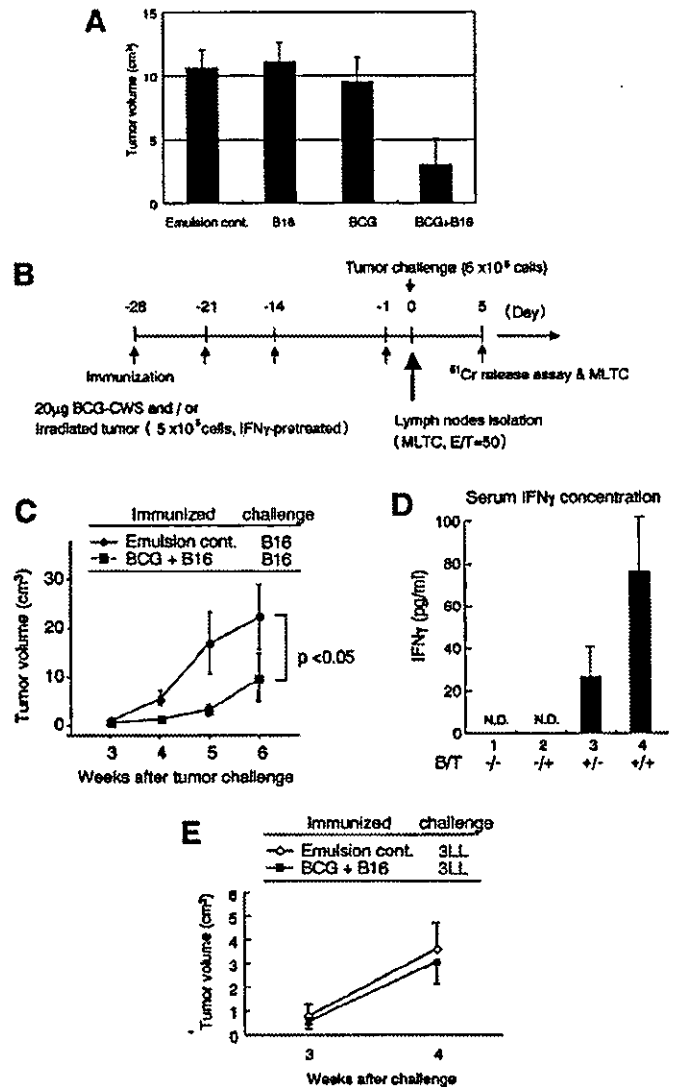 A
Tumor volume (cm³)
15
10
5
0
Emulsion cont. B16 BCG BCG+B16
B
Tumor challenge (6 x10⁵ cells)
-28 -21 -14 -1 0 5 (Day)
Immunization
⁵¹Cr release assay & MLTC
20μg BCG-CWS and / or
Irradiated tumor ( 5 x10⁵ cells, IFNγ-pretreated)
Lymph nodes isolation
(MLTC, E/T=50)
C
Immunized challenge
Emulsion cont. B16
BCG + B16 B16
Tumor volume (cm³)
30
20
10
0
p <0.05
3 4 5 6
Weeks after tumor challenge
D
Serum IFNγ concentration
IFNγ (pg/ml)
100
80
60
40
20
0
N.D. N.D.
1 2 3 4
B/T -/- -/+ +/- +/+
E
Immunized challenge
Emulsion cont. 3LL
BCG + B16 3LL
Tumor volume (cm³)
6
5
4
3
2
1
0
3 4
Weeks after challenge